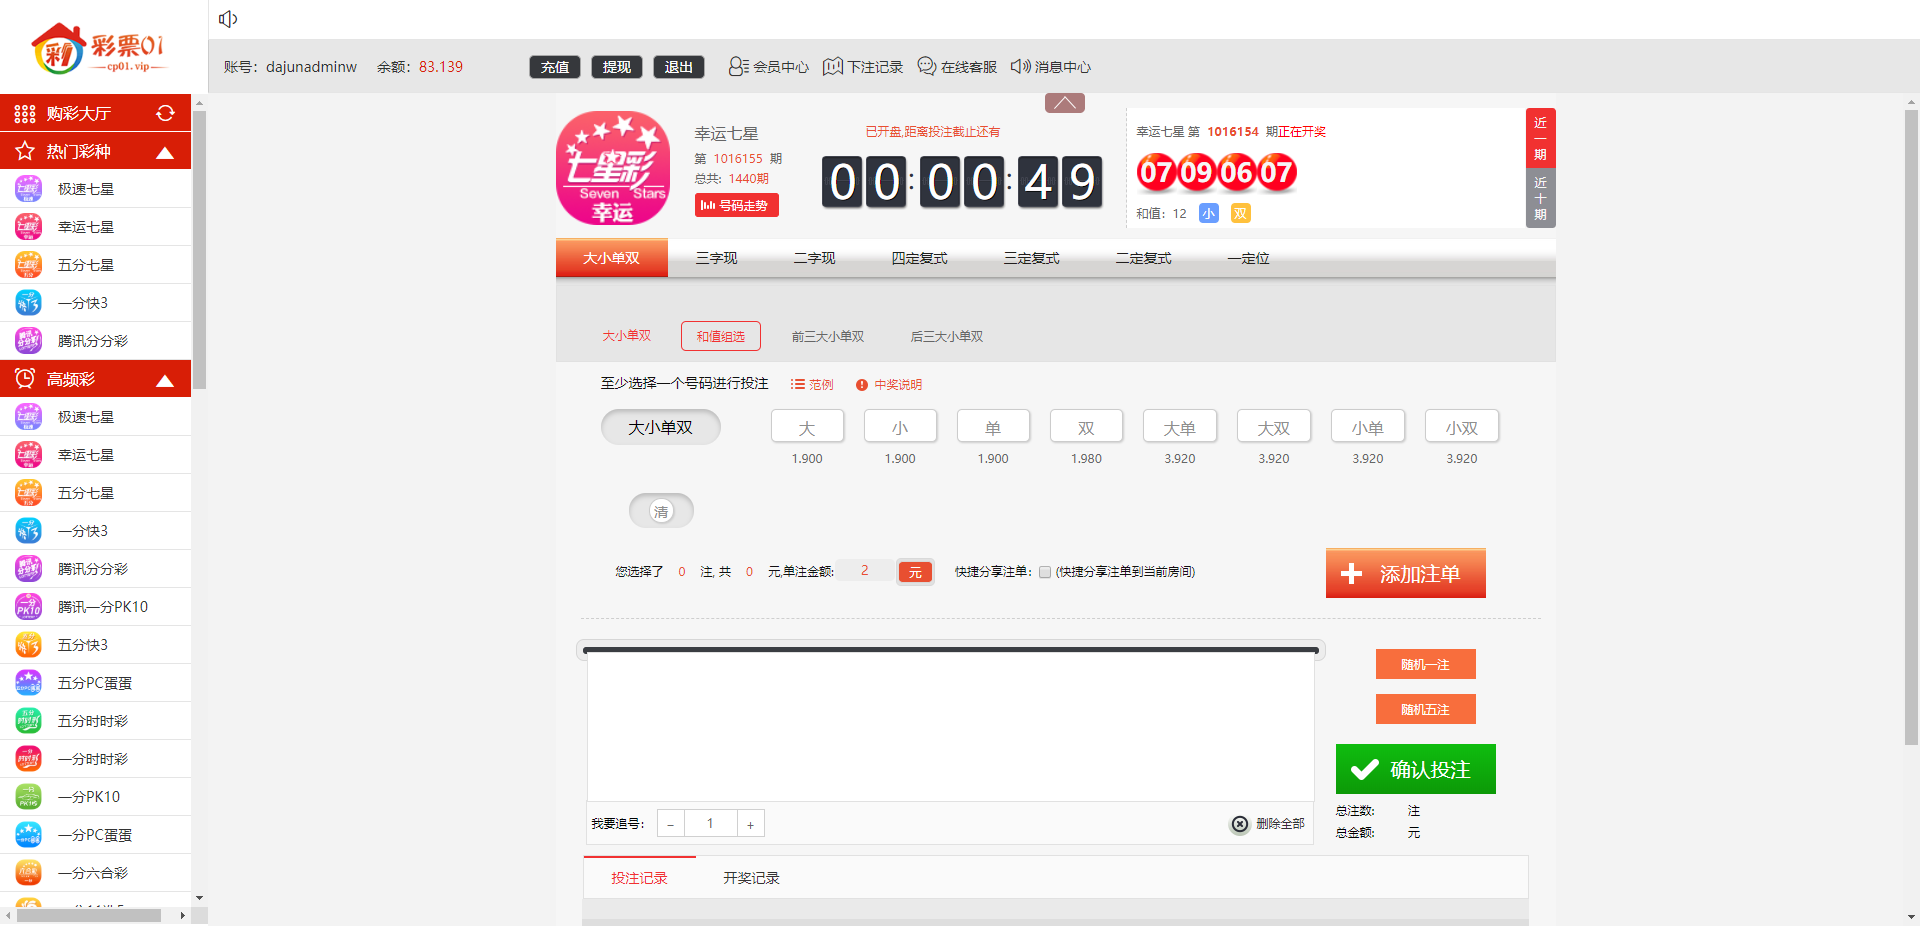 彩票01
cp01.vip
账号：dajunadminw 余额：83.139 充值 提现 退出 会员中心 下注记录 在线客服 消息中心
购彩大厅
热门彩种
极速七星
幸运七星
五分七星
一分快3
腾讯分分彩
高频彩
极速七星
幸运七星
五分七星
一分快3
腾讯分分彩
腾讯一分PK10
五分快3
五分PC蛋蛋
五分时时彩
一分时时彩
一分PK10
一分PC蛋蛋
一分六合彩
七星彩
Seven Stars
幸运
幸运七星
第 1016155 期
总共：1440期
号码走势
已开盘,距离投注截止还有
00:00:49
幸运七星 第 1016154 期正在开奖
07 09 06 07
和值：12 小 双
近一期
近十期
大小单双 三字现 二字现 四定复式 三定复式 二定复式 一定位
大小单双 和值组选 前三大小单双 后三大小单双
至少选择一个号码进行投注 范例 中奖说明
大小单双 大 小 单 双 大单 大双 小单 小双
1.900 1.900 1.900 1.980 3.920 3.920 3.920 3.920
清
您选择了 0 注, 共 0 元,单注金额: 2 元 快捷分享注单： (快捷分享注单到当前房间)
添加注单
随机一注
随机五注
确认投注
总注数: 注
总金额: 元
我要追号： - 1 + 删除全部
投注记录 开奖记录